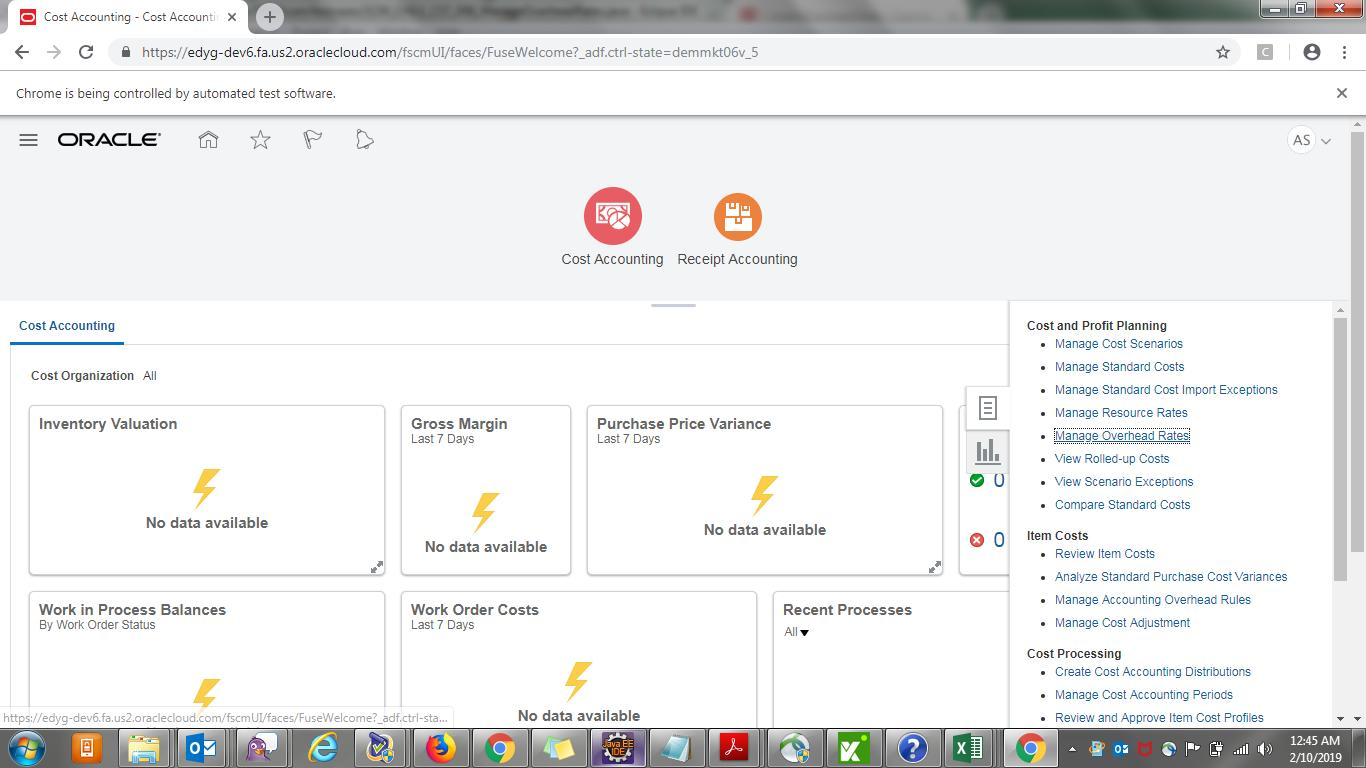 Cost Accounting - Cost Accountin
https://edyg-dev6.fa.us2.oraclecloud.com/fscmUI/faces/FuseWelcome?_adf.ctrl-state=demmkt06v_5
C
Chrome is being controlled by automated test software.
ORACLE
AS
Cost Accounting
Receipt Accounting
Cost Accounting
Cost Organization All
Inventory Valuation
No data available
Gross Margin
Last 7 Days
No data available
Purchase Price Variance
Last 7 Days
No data available
0
0
Work in Process Balances
By Work Order Status
Work Order Costs
Last 7 Days
No data available
Recent Processes
All
Cost and Profit Planning
Manage Cost Scenarios
Manage Standard Costs
Manage Standard Cost Import Exceptions
Manage Resource Rates
Manage Overhead Rates
View Rolled-up Costs
View Scenario Exceptions
Compare Standard Costs
Item Costs
Review Item Costs
Analyze Standard Purchase Cost Variances
Manage Accounting Overhead Rules
Manage Cost Adjustment
Cost Processing
Create Cost Accounting Distributions
Manage Cost Accounting Periods
Review and Approve Item Cost Profiles
https://edyg-dev6.fa.us2.oraclecloud.com/fscmUI/faces/FuseWelcome?_adf.ctrl-sta...
Java EE
IDE
12:45 AM
2/10/2019